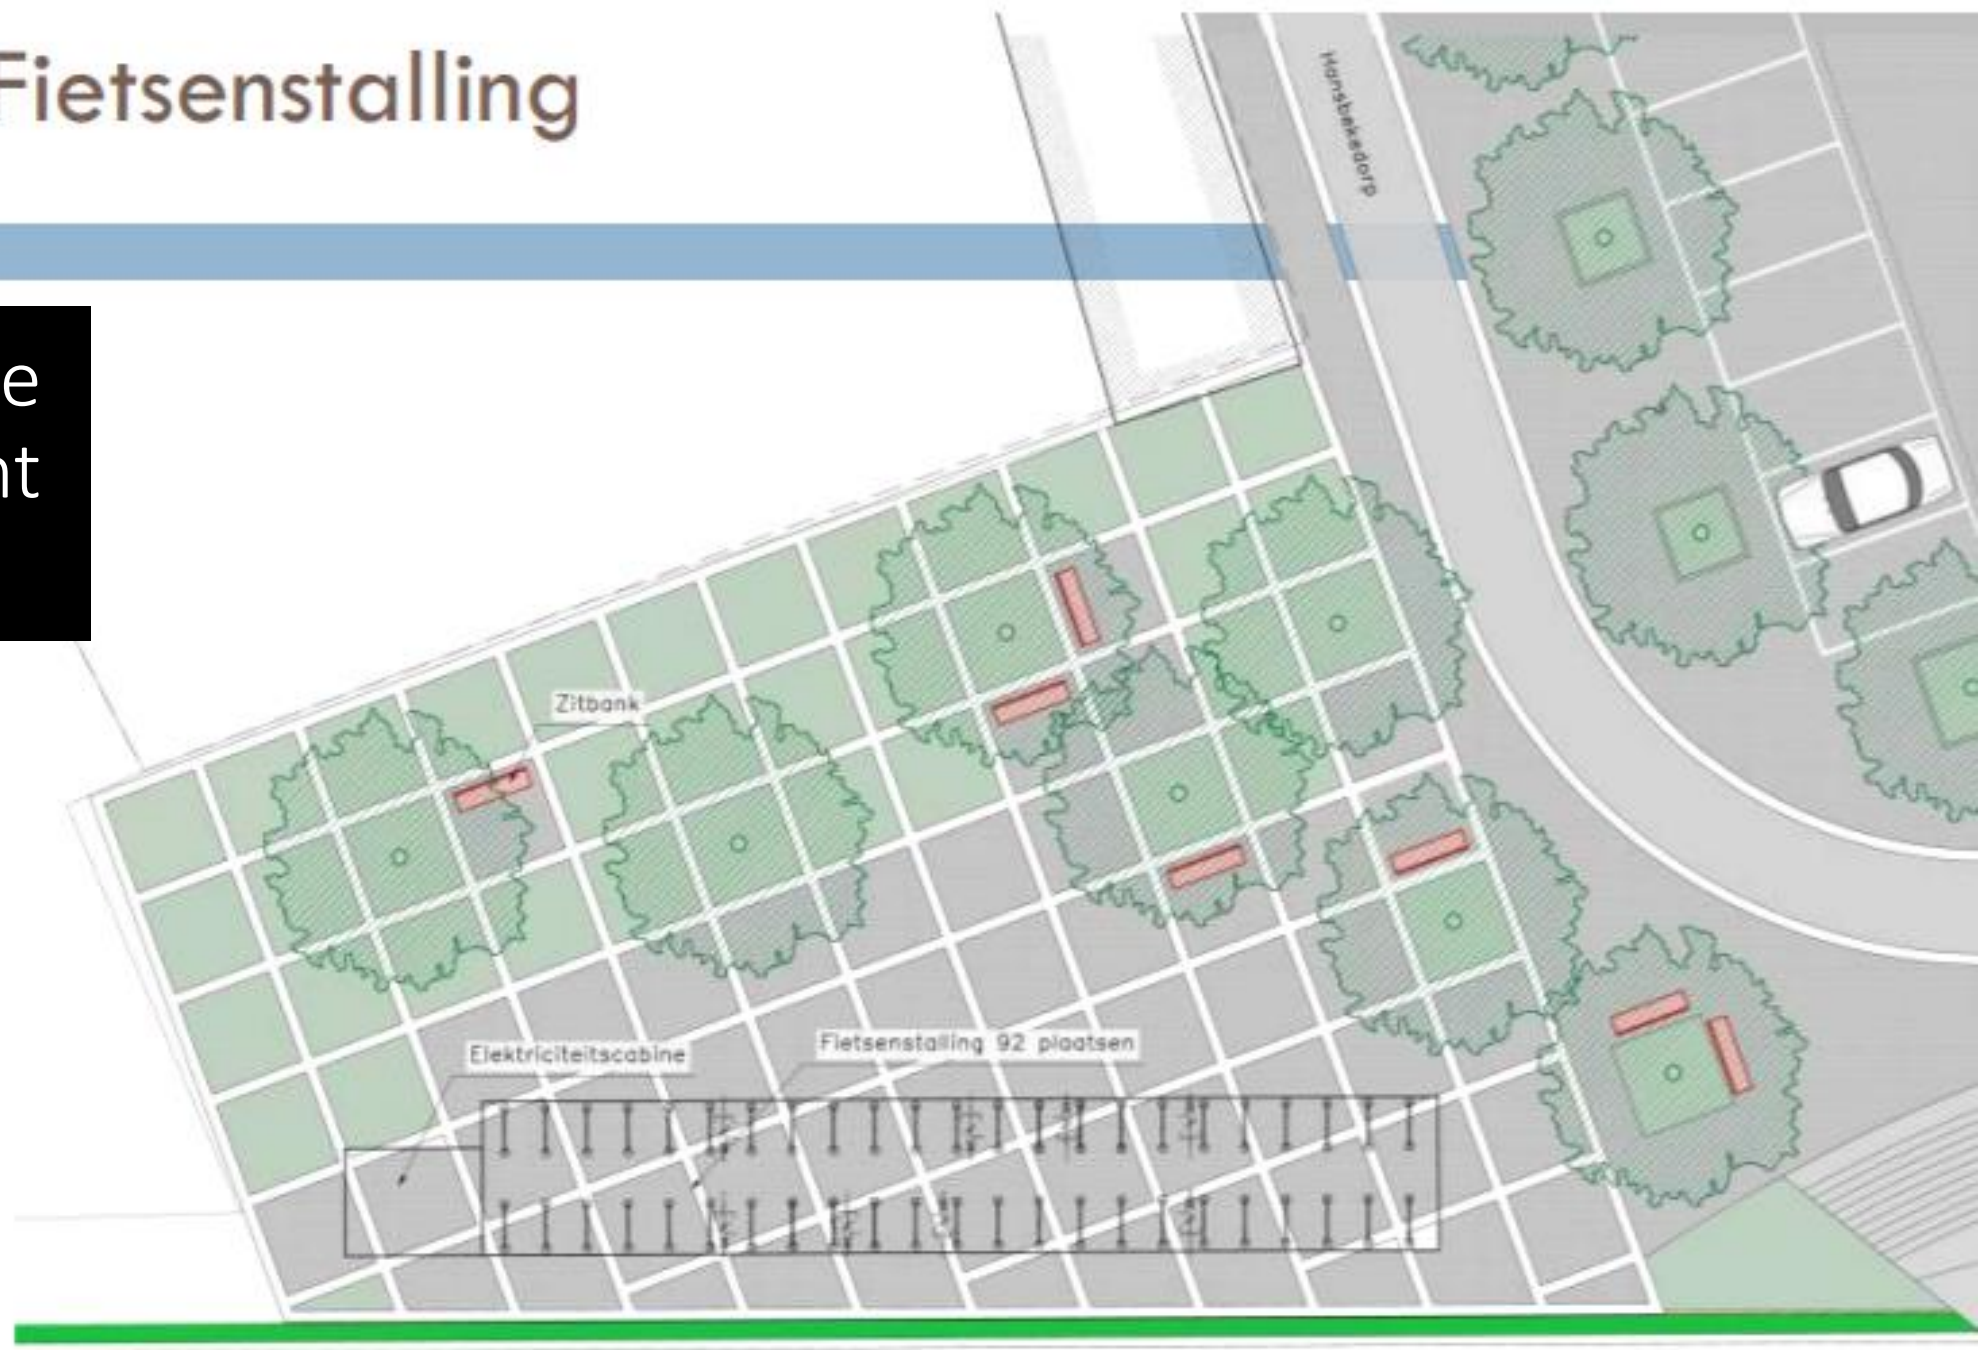 Fietsenstalling
Hansbekedorp
e
nt
Zitbank
Elektriciteitscabine
Fietsenstalling 92 plaatsen